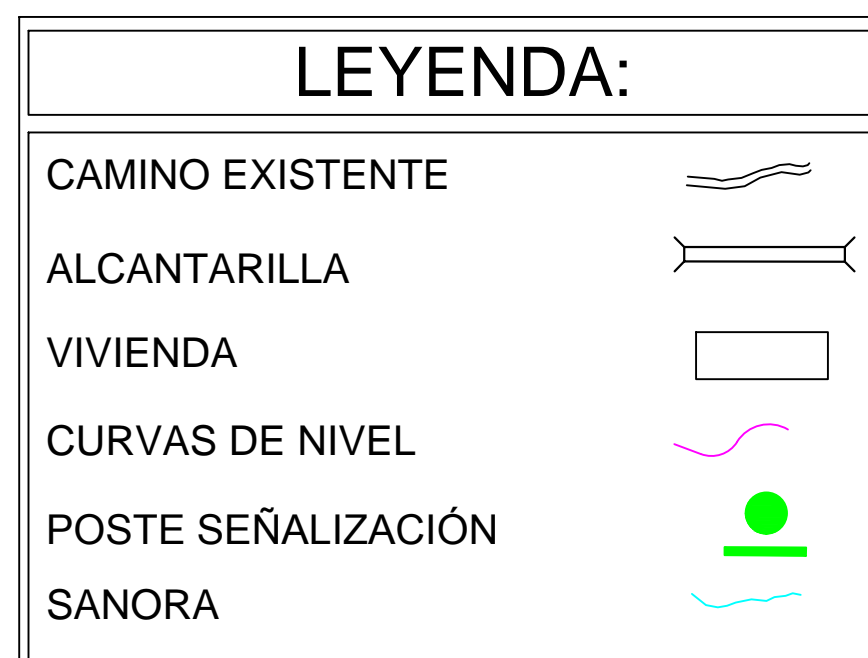 LEYENDA:
CAMINO EXISTENTE
ALCANTARILLA
VIVIENDA
CURVAS DE NIVEL
POSTE SEÑALIZACIÓN
SANORA